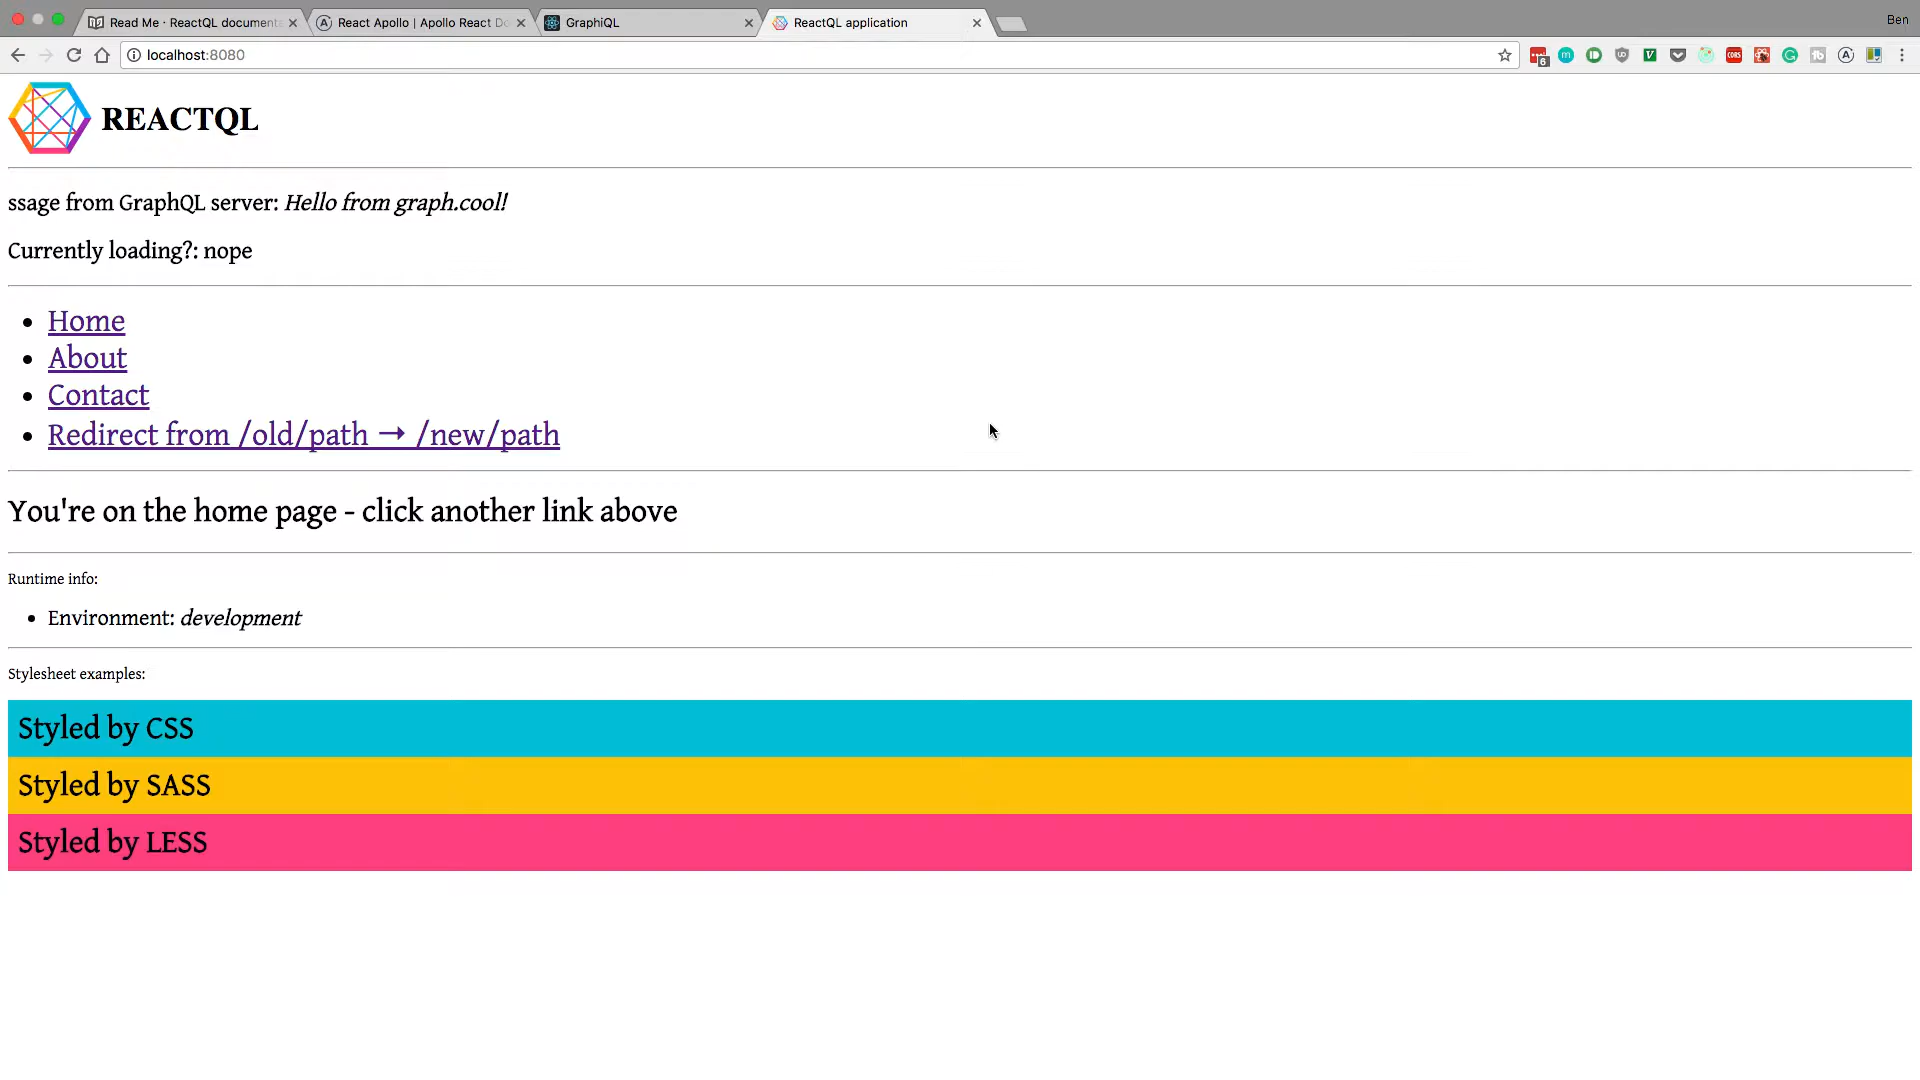 Ben
Read Me · ReactQL document
React Apollo | Apollo React Do
GraphiQL
ReactQL application
localhost:8080
6
CORS
REACTQL
ssage from GraphQL server: Hello from graph.cool!
Currently loading?: nope
Home
About
Contact
Redirect from /old/path → /new/path
You're on the home page - click another link above
Runtime info:
Environment: development
Stylesheet examples:
Styled by CSS
Styled by SASS
Styled by LESS